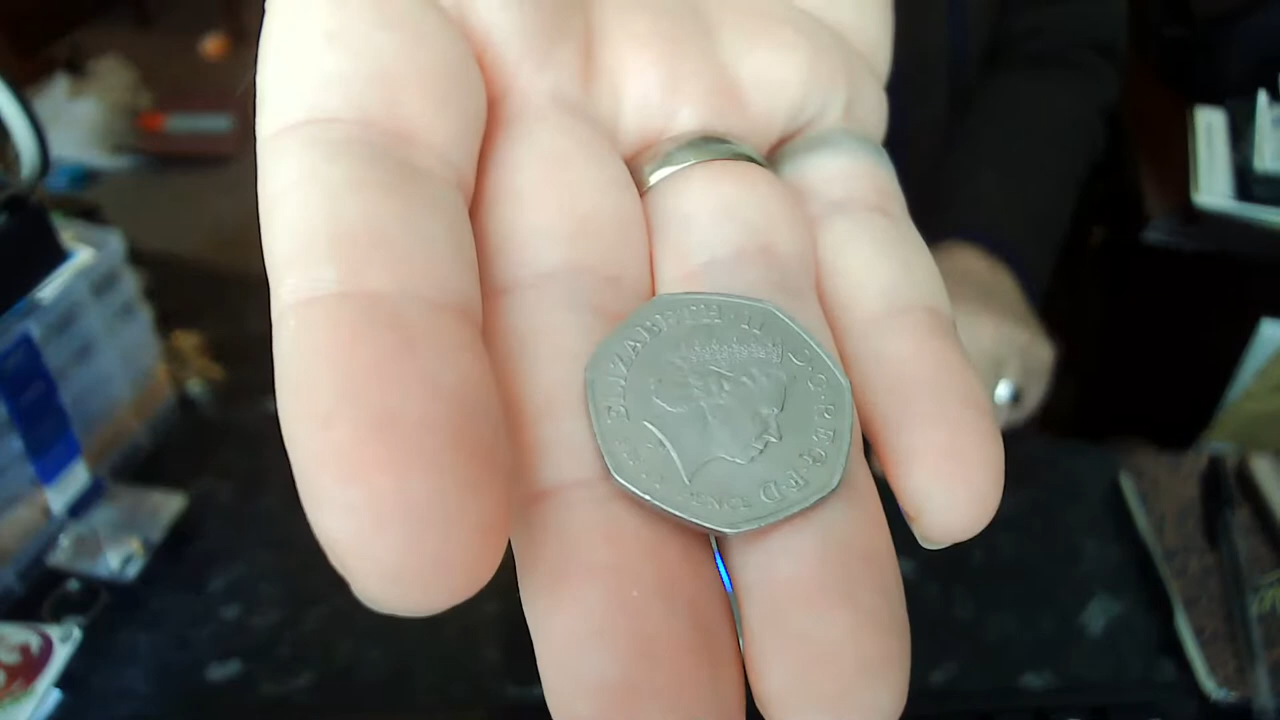 ELIZABETH · II
D · G · REG · F · D
PENCE